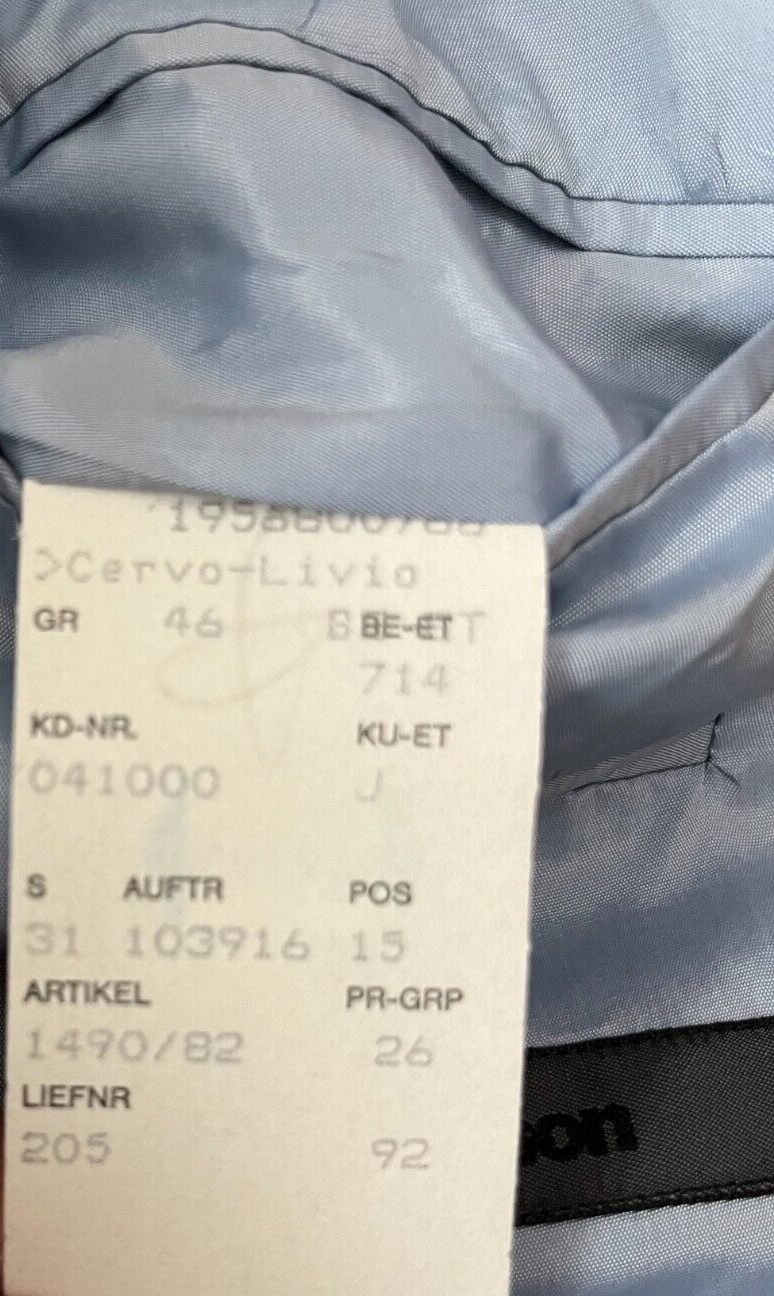 >Cervo-Livio
GR 46 BE-ET
714
KD-NR. KU-ET
041000 J
S AUFTR POS
31 103916 15
ARTIKEL PR-GRP
1490/82 26
LIEFNR
205 92